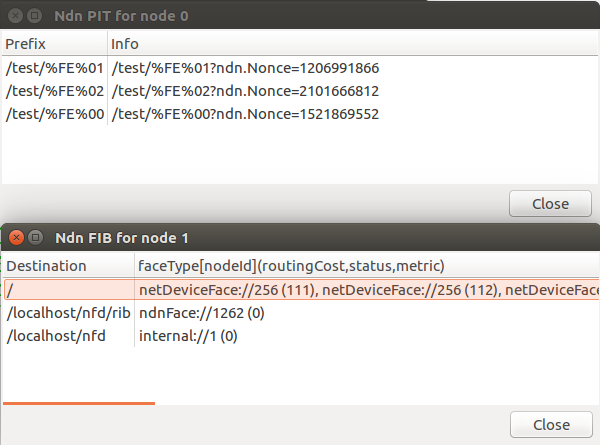 Ndn PIT for node 0
Prefix Info
/test/%FE%01 /test/%FE%01?ndn.Nonce=1206991866
/test/%FE%02 /test/%FE%02?ndn.Nonce=2101666812
/test/%FE%00 /test/%FE%00?ndn.Nonce=1521869552
Close
Ndn FIB for node 1
Destination faceType[nodeId](routingCost,status,metric)
/ netDeviceFace://256 (111), netDeviceFace://256 (112), netDeviceFace
/localhost/nfd/rib ndnFace://1262 (0)
/localhost/nfd internal://1 (0)
Close